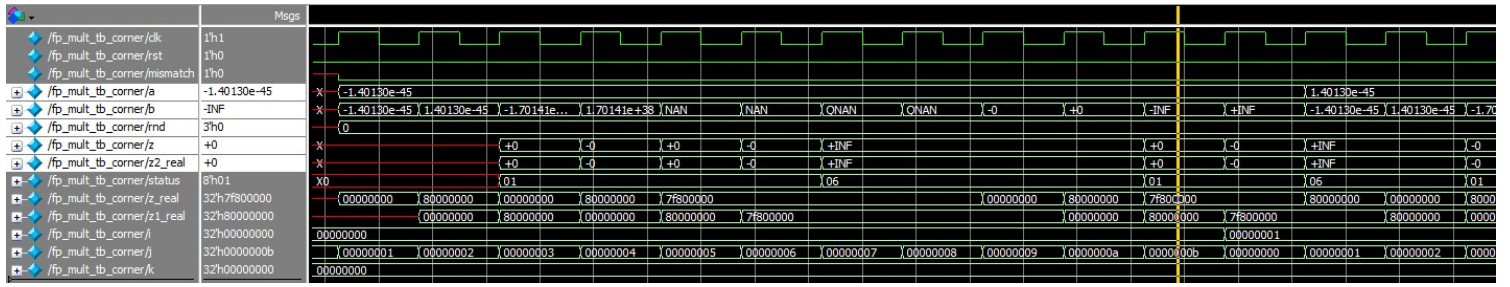 Msgs
/fp_mult_tb_corner/clk 1'h1
/fp_mult_tb_corner/rst 1'h0
/fp_mult_tb_corner/mismatch 1'h0
/fp_mult_tb_corner/a -1.40130e-45 X -1.40130e-45 1.40130e-45
/fp_mult_tb_corner/b -INF X -1.40130e-45 1.40130e-45 -1.70141e... 1.70141e+38 NAN NAN QNAN QNAN -0 +0 -INF +INF -1.40130e-45 1.40130e-45 -1.70
/fp_mult_tb_corner/rnd 3'h0 0
/fp_mult_tb_corner/z +0 X +0 -0 +0 -0 +INF +0 -0 +INF -0
/fp_mult_tb_corner/z2_real +0 X +0 -0 +0 -0 +INF +0 -0 +INF -0
/fp_mult_tb_corner/status 8'h01 X0 01 06 01 06 01
/fp_mult_tb_corner/z_real 32'h7f800000 00000000 80000000 00000000 80000000 7f800000 00000000 80000000 7f800000 80000000 00000000 8000
/fp_mult_tb_corner/z1_real 32'h80000000 00000000 80000000 00000000 80000000 7f800000 00000000 80000000 7f800000 80000000 0000
/fp_mult_tb_corner/i 32'h00000000 00000000 00000001
/fp_mult_tb_corner/j 32'h0000000b 00000001 00000002 00000003 00000004 00000005 00000006 00000007 00000008 00000009 0000000a 0000000b 00000000 00000001 00000002 0000
/fp_mult_tb_corner/k 32'h00000000 00000000